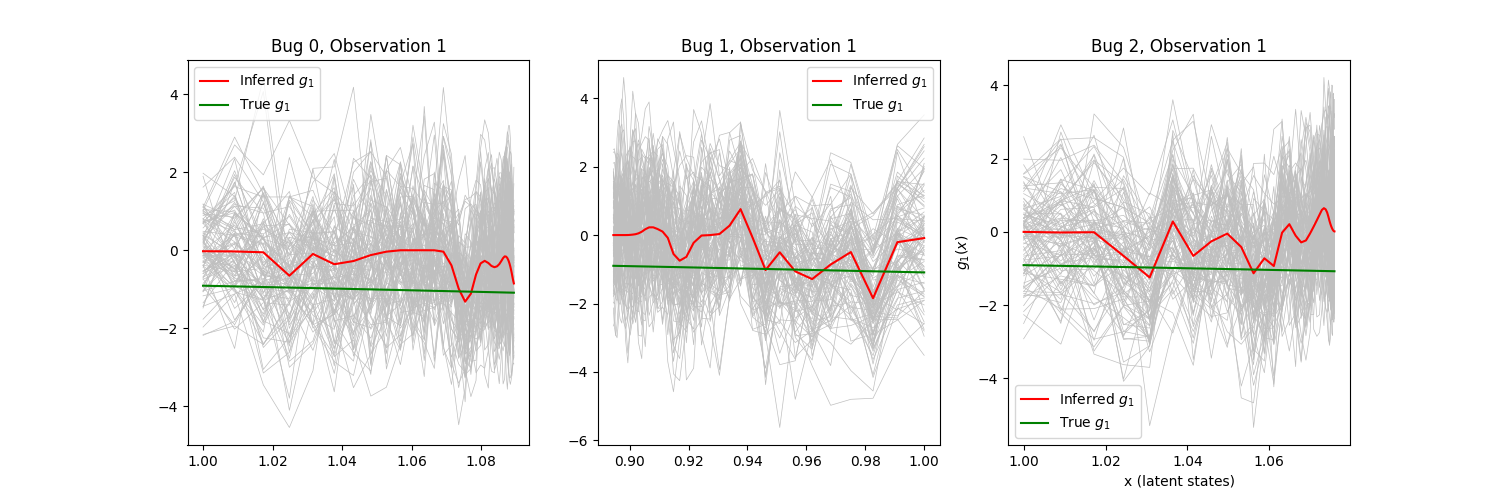 Bug 0, Observation 1
Inferred g₁
True g₁
4
2
0
−2
−4
1.00 1.02 1.04 1.06 1.08
Bug 1, Observation 1
Inferred g₁
True g₁
4
2
0
−2
−4
−6
0.90 0.92 0.94 0.96 0.98 1.00
Bug 2, Observation 1
g₁(x)
4
2
0
−2
−4
Inferred g₁
True g₁
1.00 1.02 1.04 1.06
x (latent states)